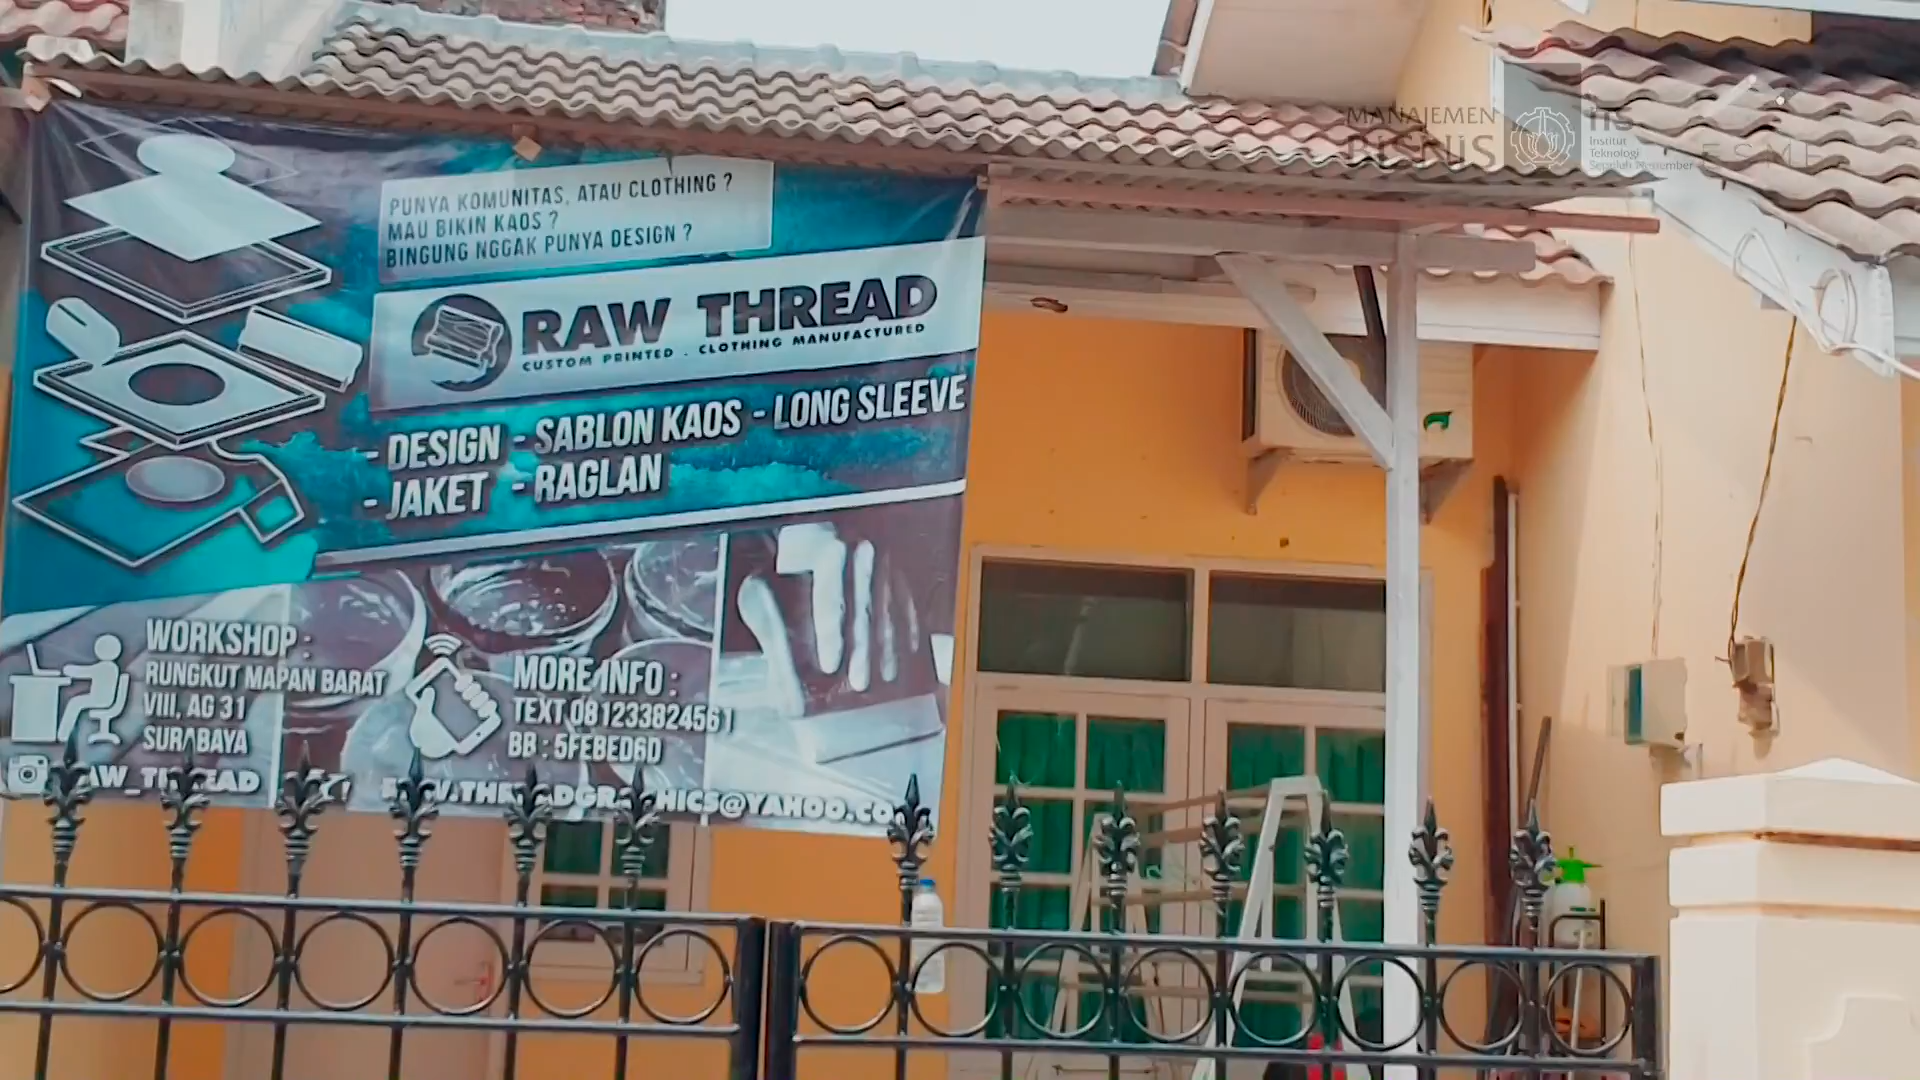 PUNYA KOMUNITAS, ATAU CLOTHING ?
MAU BIKIN KAOS ?
BINGUNG NGGAK PUNYA DESIGN ?
RAW THREAD
CUSTOM PRINTED . CLOTHING MANUFACTURED
- DESIGN - SABLON KAOS - LONG SLEEVE
- JAKET - RAGLAN
WORKSHOP :
RUNGKUT MAPAN BARAT
VIII, AG 31
SURABAYA
MORE INFO :
TEXT 081233824561
BB : 5FEBED6D
MANAJEMEN
BISNIS
its
Institut
Teknologi
Sepuluh Nopember